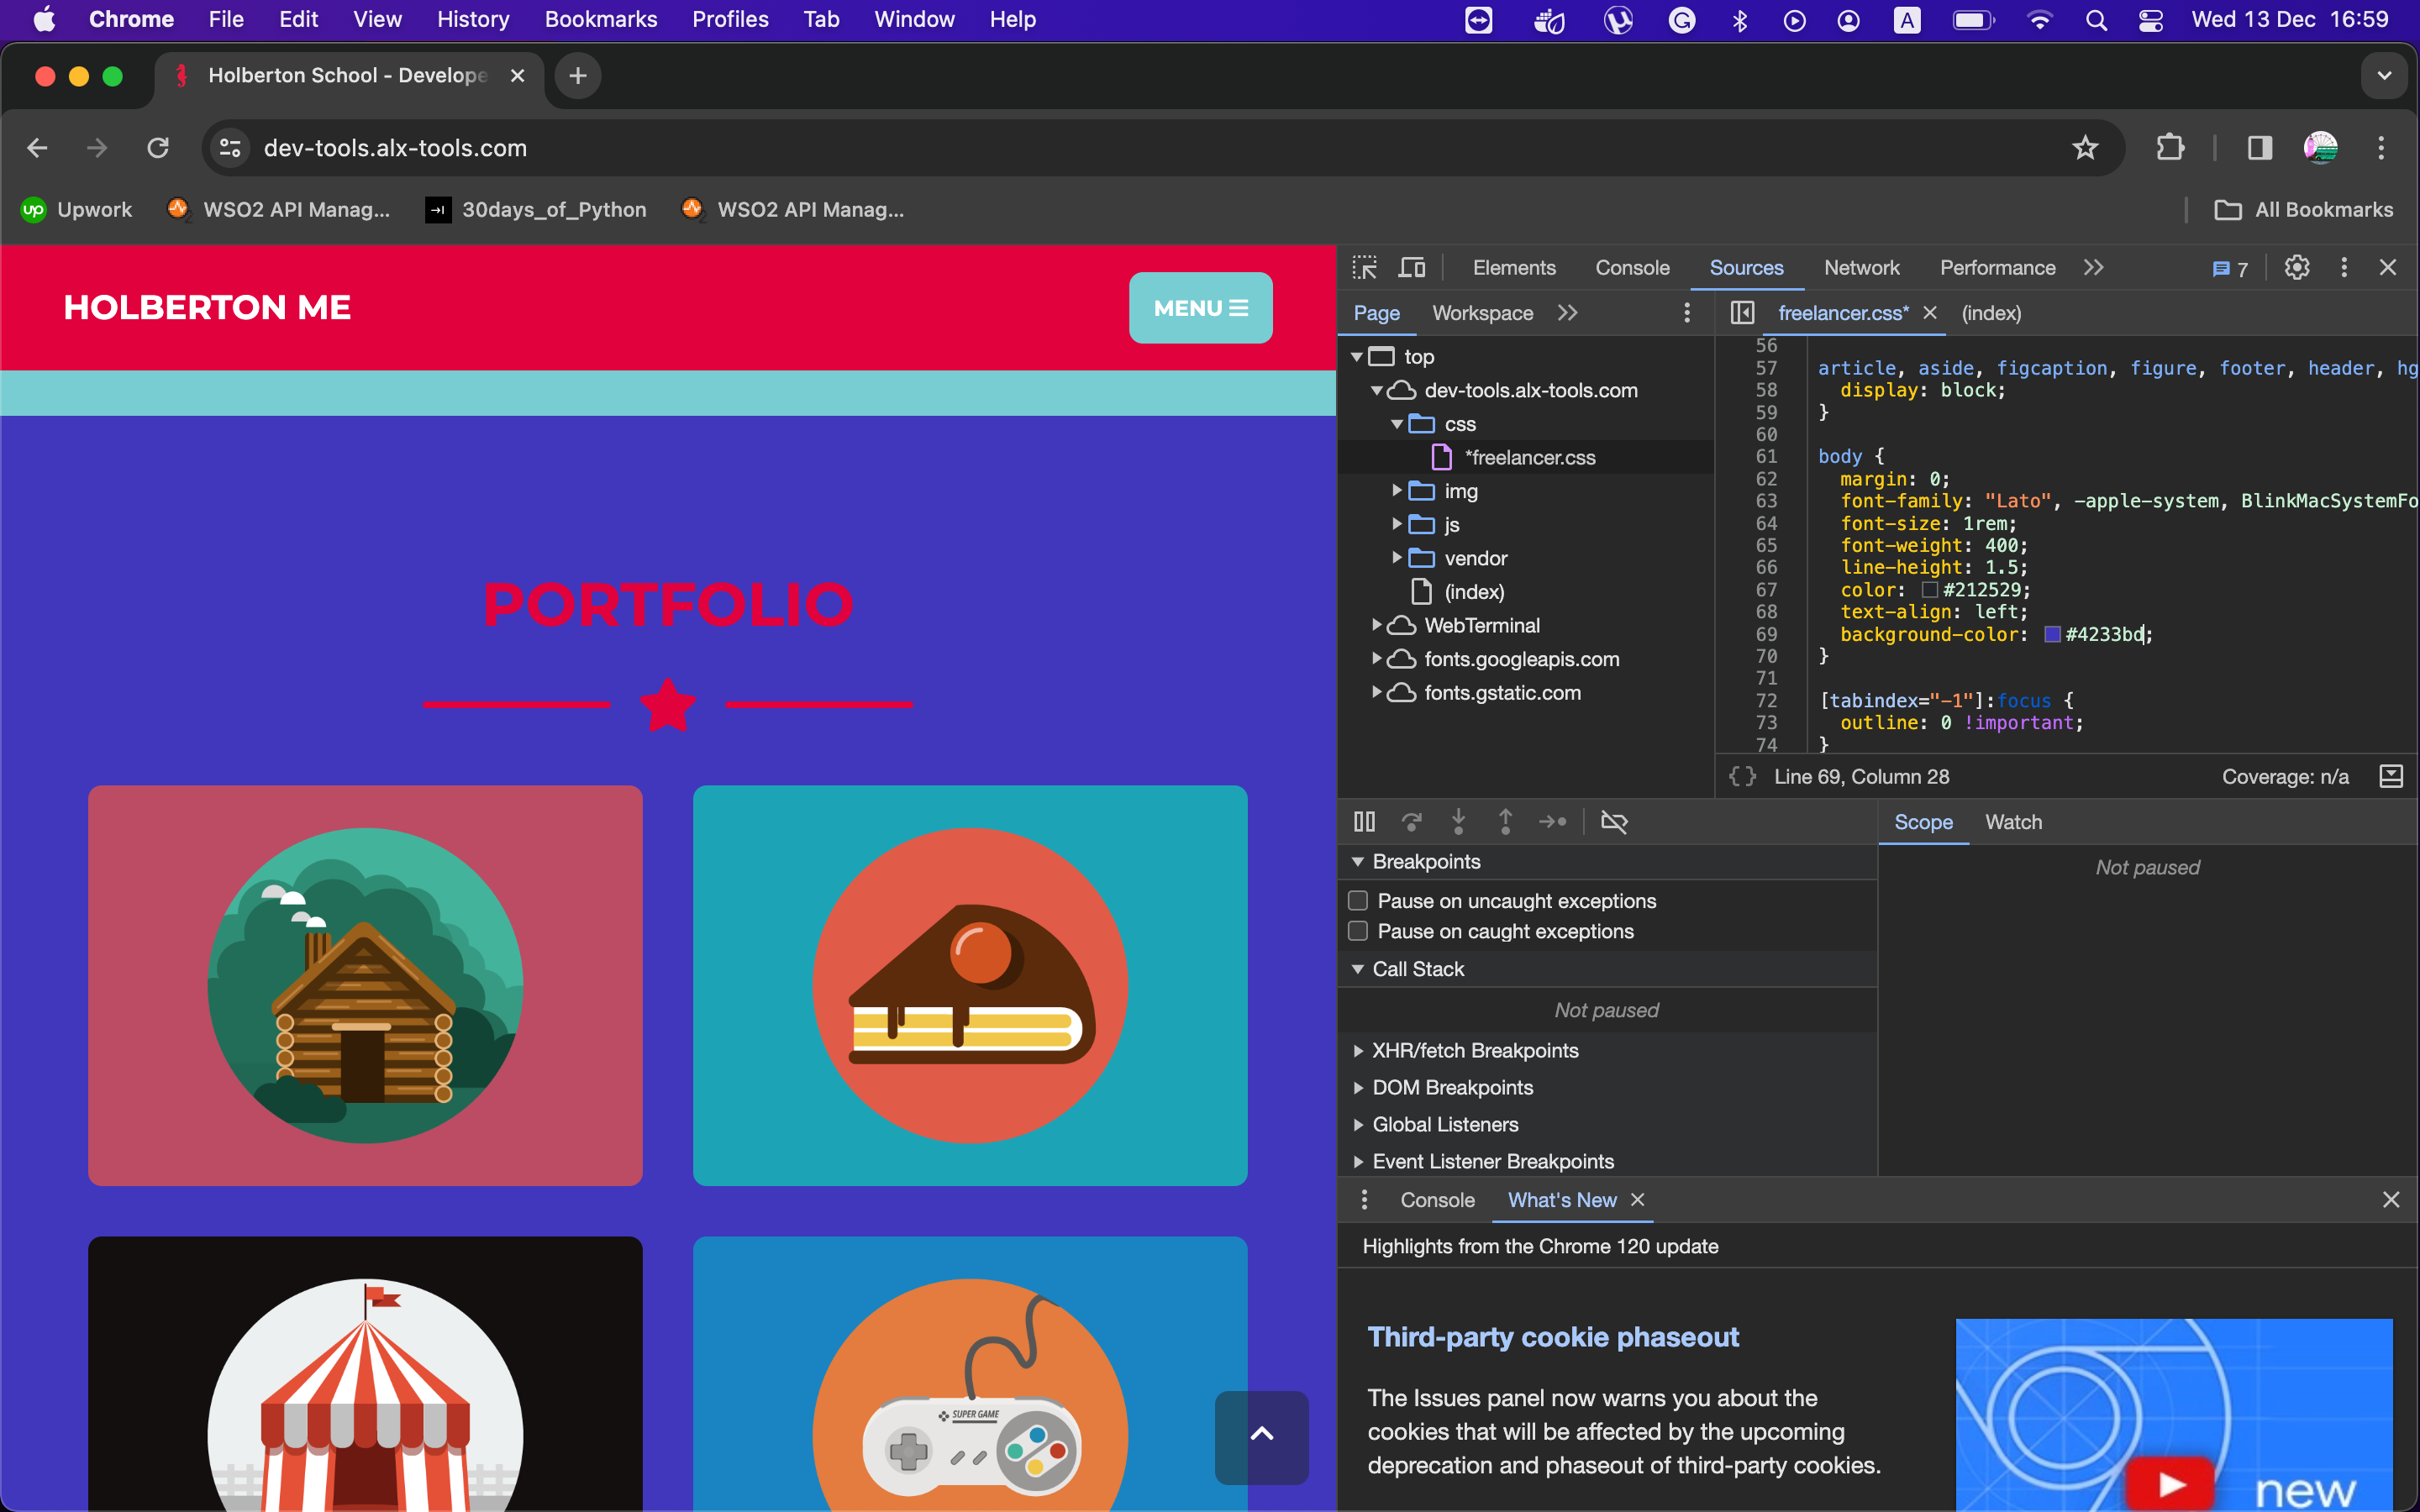 Chrome File Edit View History Bookmarks Profiles Tab Window Help A Wed 13 Dec 16:59
Holberton School - Develope
dev-tools.alx-tools.com
up Upwork WSO2 API Manag... 30days_of_Python WSO2 API Manag... All Bookmarks
HOLBERTON ME
MENU
PORTFOLIO
SUPER GAME
Elements Console Sources Network Performance 7
Page Workspace
freelancer.css* (index)
top
dev-tools.alx-tools.com
css
*freelancer.css
img
js
vendor
(index)
WebTerminal
fonts.googleapis.com
fonts.gstatic.com
56
57 article, aside, figcaption, figure, footer, header, hg
58 display: block;
59 }
60
61 body {
62 margin: 0;
63 font-family: "Lato", -apple-system, BlinkMacSystemFo
64 font-size: 1rem;
65 font-weight: 400;
66 line-height: 1.5;
67 color: #212529;
68 text-align: left;
69 background-color: #4233bd;
70 }
71
72 [tabindex="-1"]:focus {
73 outline: 0 !important;
74 }
{} Line 69, Column 28 Coverage: n/a
Scope Watch
Not paused
Breakpoints
Pause on uncaught exceptions
Pause on caught exceptions
Call Stack
Not paused
XHR/fetch Breakpoints
DOM Breakpoints
Global Listeners
Event Listener Breakpoints
Console What's New
Highlights from the Chrome 120 update
Third-party cookie phaseout
The Issues panel now warns you about the
cookies that will be affected by the upcoming
deprecation and phaseout of third-party cookies.
new